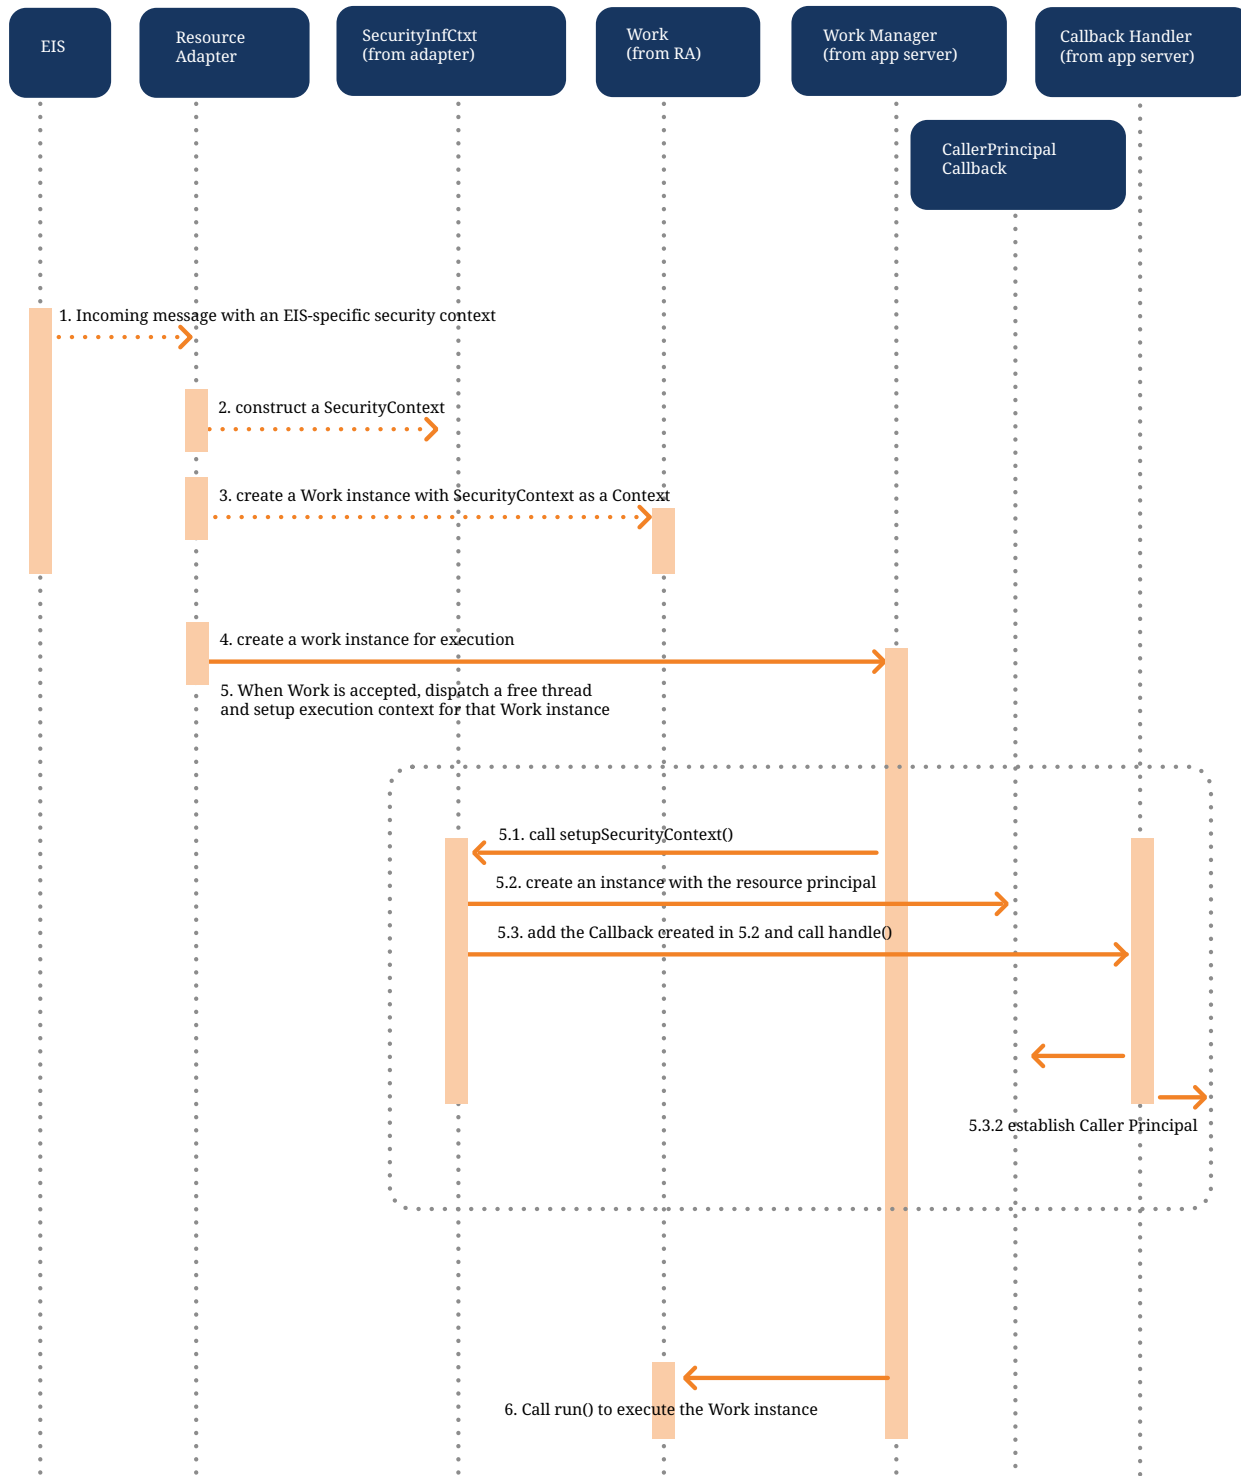 EIS
Resource
Adapter
SecurityInfCtxt
(from adapter)
Work
(from RA)
Work Manager
(from app server)
Callback Handler
(from app server)
CallerPrincipal
Callback
1. Incoming message with an EIS-specific security context
2. construct a SecurityContext
3. create a Work instance with SecurityContext as a Context
4. create a work instance for execution
5. When Work is accepted, dispatch a free thread
and setup execution context for that Work instance
5.1. call setupSecurityContext()
5.2. create an instance with the resource principal
5.3. add the Callback created in 5.2 and call handle()
5.3.2 establish Caller Principal
6. Call run() to execute the Work instance